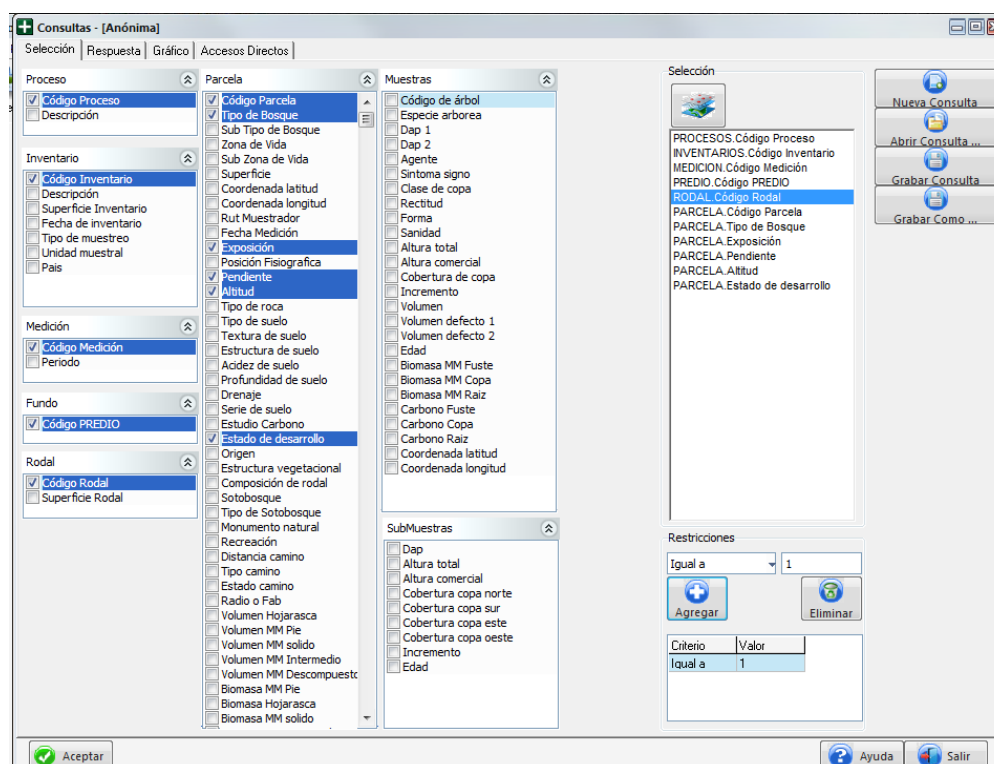 Consultas - [Anónima]
Selección
Respuesta
Gráfico
Accesos Directos
Proceso
Código Proceso
Descripción
Inventario
Código Inventario
Descripción
Superficie Inventario
Fecha de inventario
Tipo de muestreo
Unidad muestral
Pais
Medición
Código Medición
Periodo
Fundo
Código PREDIO
Rodal
Código Rodal
Superficie Rodal
Parcela
Código Parcela
Tipo de Bosque
Sub Tipo de Bosque
Zona de Vida
Sub Zona de Vida
Superficie
Coordenada latitud
Coordenada longitud
Rut Muestrador
Fecha Medición
Exposición
Posición Fisiografica
Pendiente
Altitud
Tipo de roca
Tipo de suelo
Textura de suelo
Estructura de suelo
Acidez de suelo
Profundidad de suelo
Drenaje
Serie de suelo
Estudio Carbono
Estado de desarrollo
Origen
Estructura vegetacional
Composición de rodal
Sotobosque
Tipo de Sotobosque
Monumento natural
Recreación
Distancia camino
Tipo camino
Estado camino
Radio o Fab
Volumen Hojarasca
Volumen MM Pie
Volumen MM solido
Volumen MM Intermedio
Volumen MM Descompuesto
Biomasa MM Pie
Biomasa Hojarasca
Biomasa MM solido
Muestras
Código de árbol
Especie arborea
Dap 1
Dap 2
Agente
Sintoma signo
Clase de copa
Rectitud
Forma
Sanidad
Altura total
Altura comercial
Cobertura de copa
Incremento
Volumen
Volumen defecto 1
Volumen defecto 2
Edad
Biomasa MM Fuste
Biomasa MM Copa
Biomasa MM Raiz
Carbono Fuste
Carbono Copa
Carbono Raiz
Coordenada latitud
Coordenada longitud
SubMuestras
Dap
Altura total
Altura comercial
Cobertura copa norte
Cobertura copa sur
Cobertura copa este
Cobertura copa oeste
Incremento
Edad
Selección
PROCESOS.Código Proceso
INVENTARIOS.Código Inventario
MEDICION.Código Medición
PREDIO.Código PREDIO
RODAL.Código Rodal
PARCELA.Código Parcela
PARCELA.Tipo de Bosque
PARCELA.Exposición
PARCELA.Pendiente
PARCELA.Altitud
PARCELA.Estado de desarrollo
Restricciones
Igual a
1
Agregar
Eliminar
Criterio Valor
Igual a 1
Nueva Consulta
Abrir Consulta ...
Grabar Consulta
Grabar Como ...
Aceptar
Ayuda
Salir